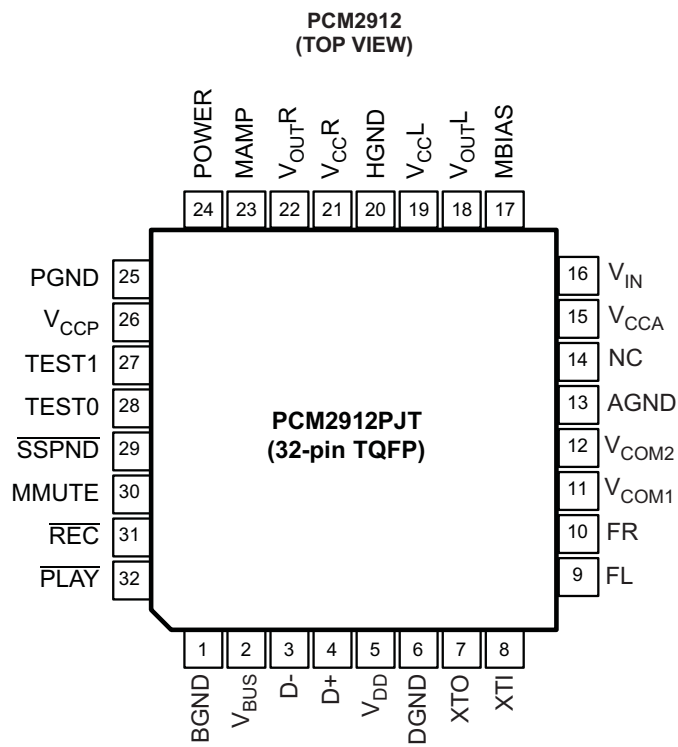 PCM2912
(TOP VIEW)
POWER
MAMP
VOUTR
VCCR
HGND
VCCL
VOUTL
MBIAS
24 23 22 21 20 19 18 17
PGND 25
VCCP 26
TEST1 27
TEST0 28
SSPND 29
MMUTE 30
REC 31
PLAY 32
PCM2912PJT
(32-pin TQFP)
16 VIN
15 VCCA
14 NC
13 AGND
12 VCOM2
11 VCOM1
10 FR
9 FL
1 2 3 4 5 6 7 8
BGND
VBUS
D-
D+
VDD
DGND
XTO
XTI